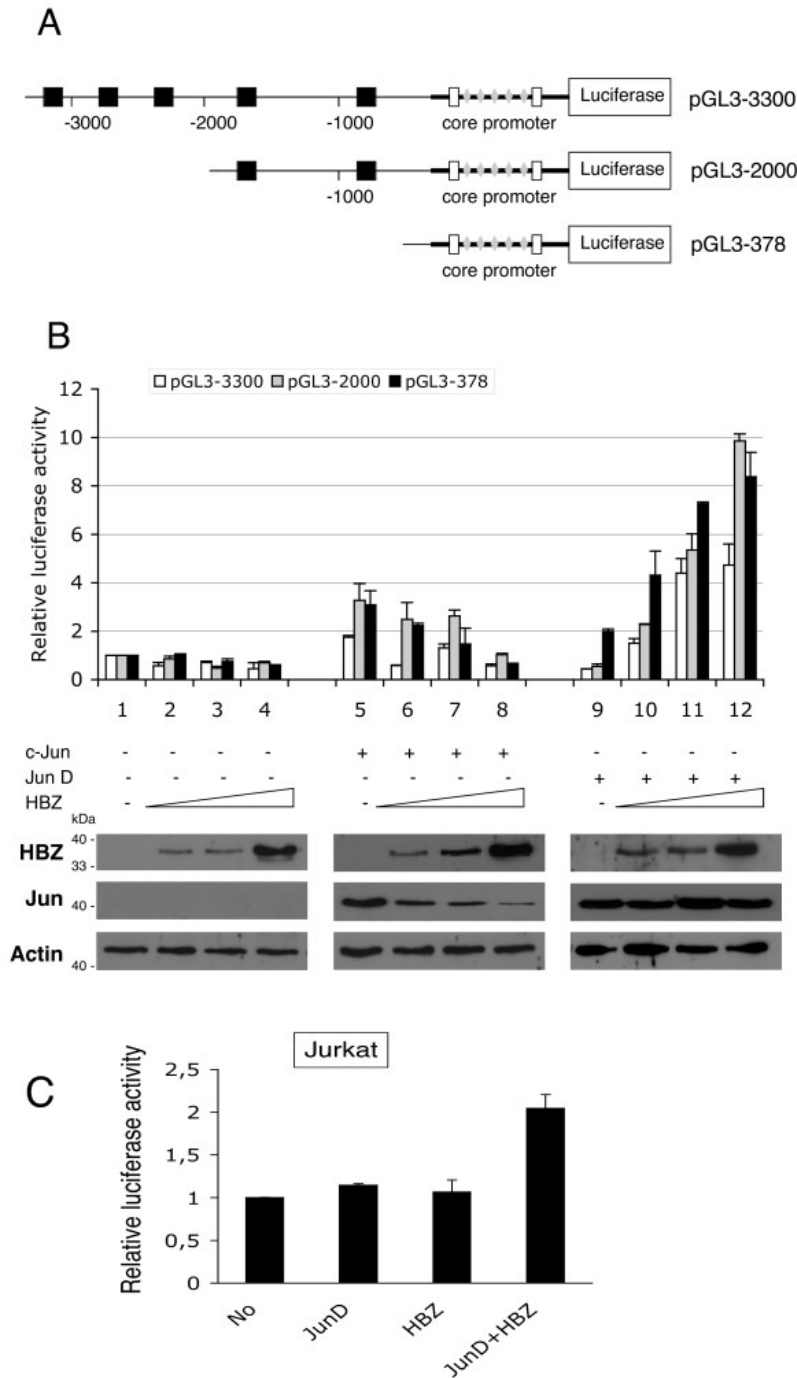 A
Luciferase pGL3-3300
-3000 -2000 -1000 core promoter
Luciferase pGL3-2000
-1000 core promoter
Luciferase pGL3-378
core promoter
B
pGL3-3300 pGL3-2000 pGL3-378
Relative luciferase activity
12
10
8
6
4
2
0
1 2 3 4 5 6 7 8 9 10 11 12
c-Jun - - - - + + + + - - - -
Jun D - - - - - - - - + + + +
HBZ - - -
kDa
HBZ 40 - 33 -
Jun 40 -
Actin 40 -
C
Jurkat
Relative luciferase activity
2,5
2
1,5
1
0,5
0
No JunD HBZ JunD+HBZ